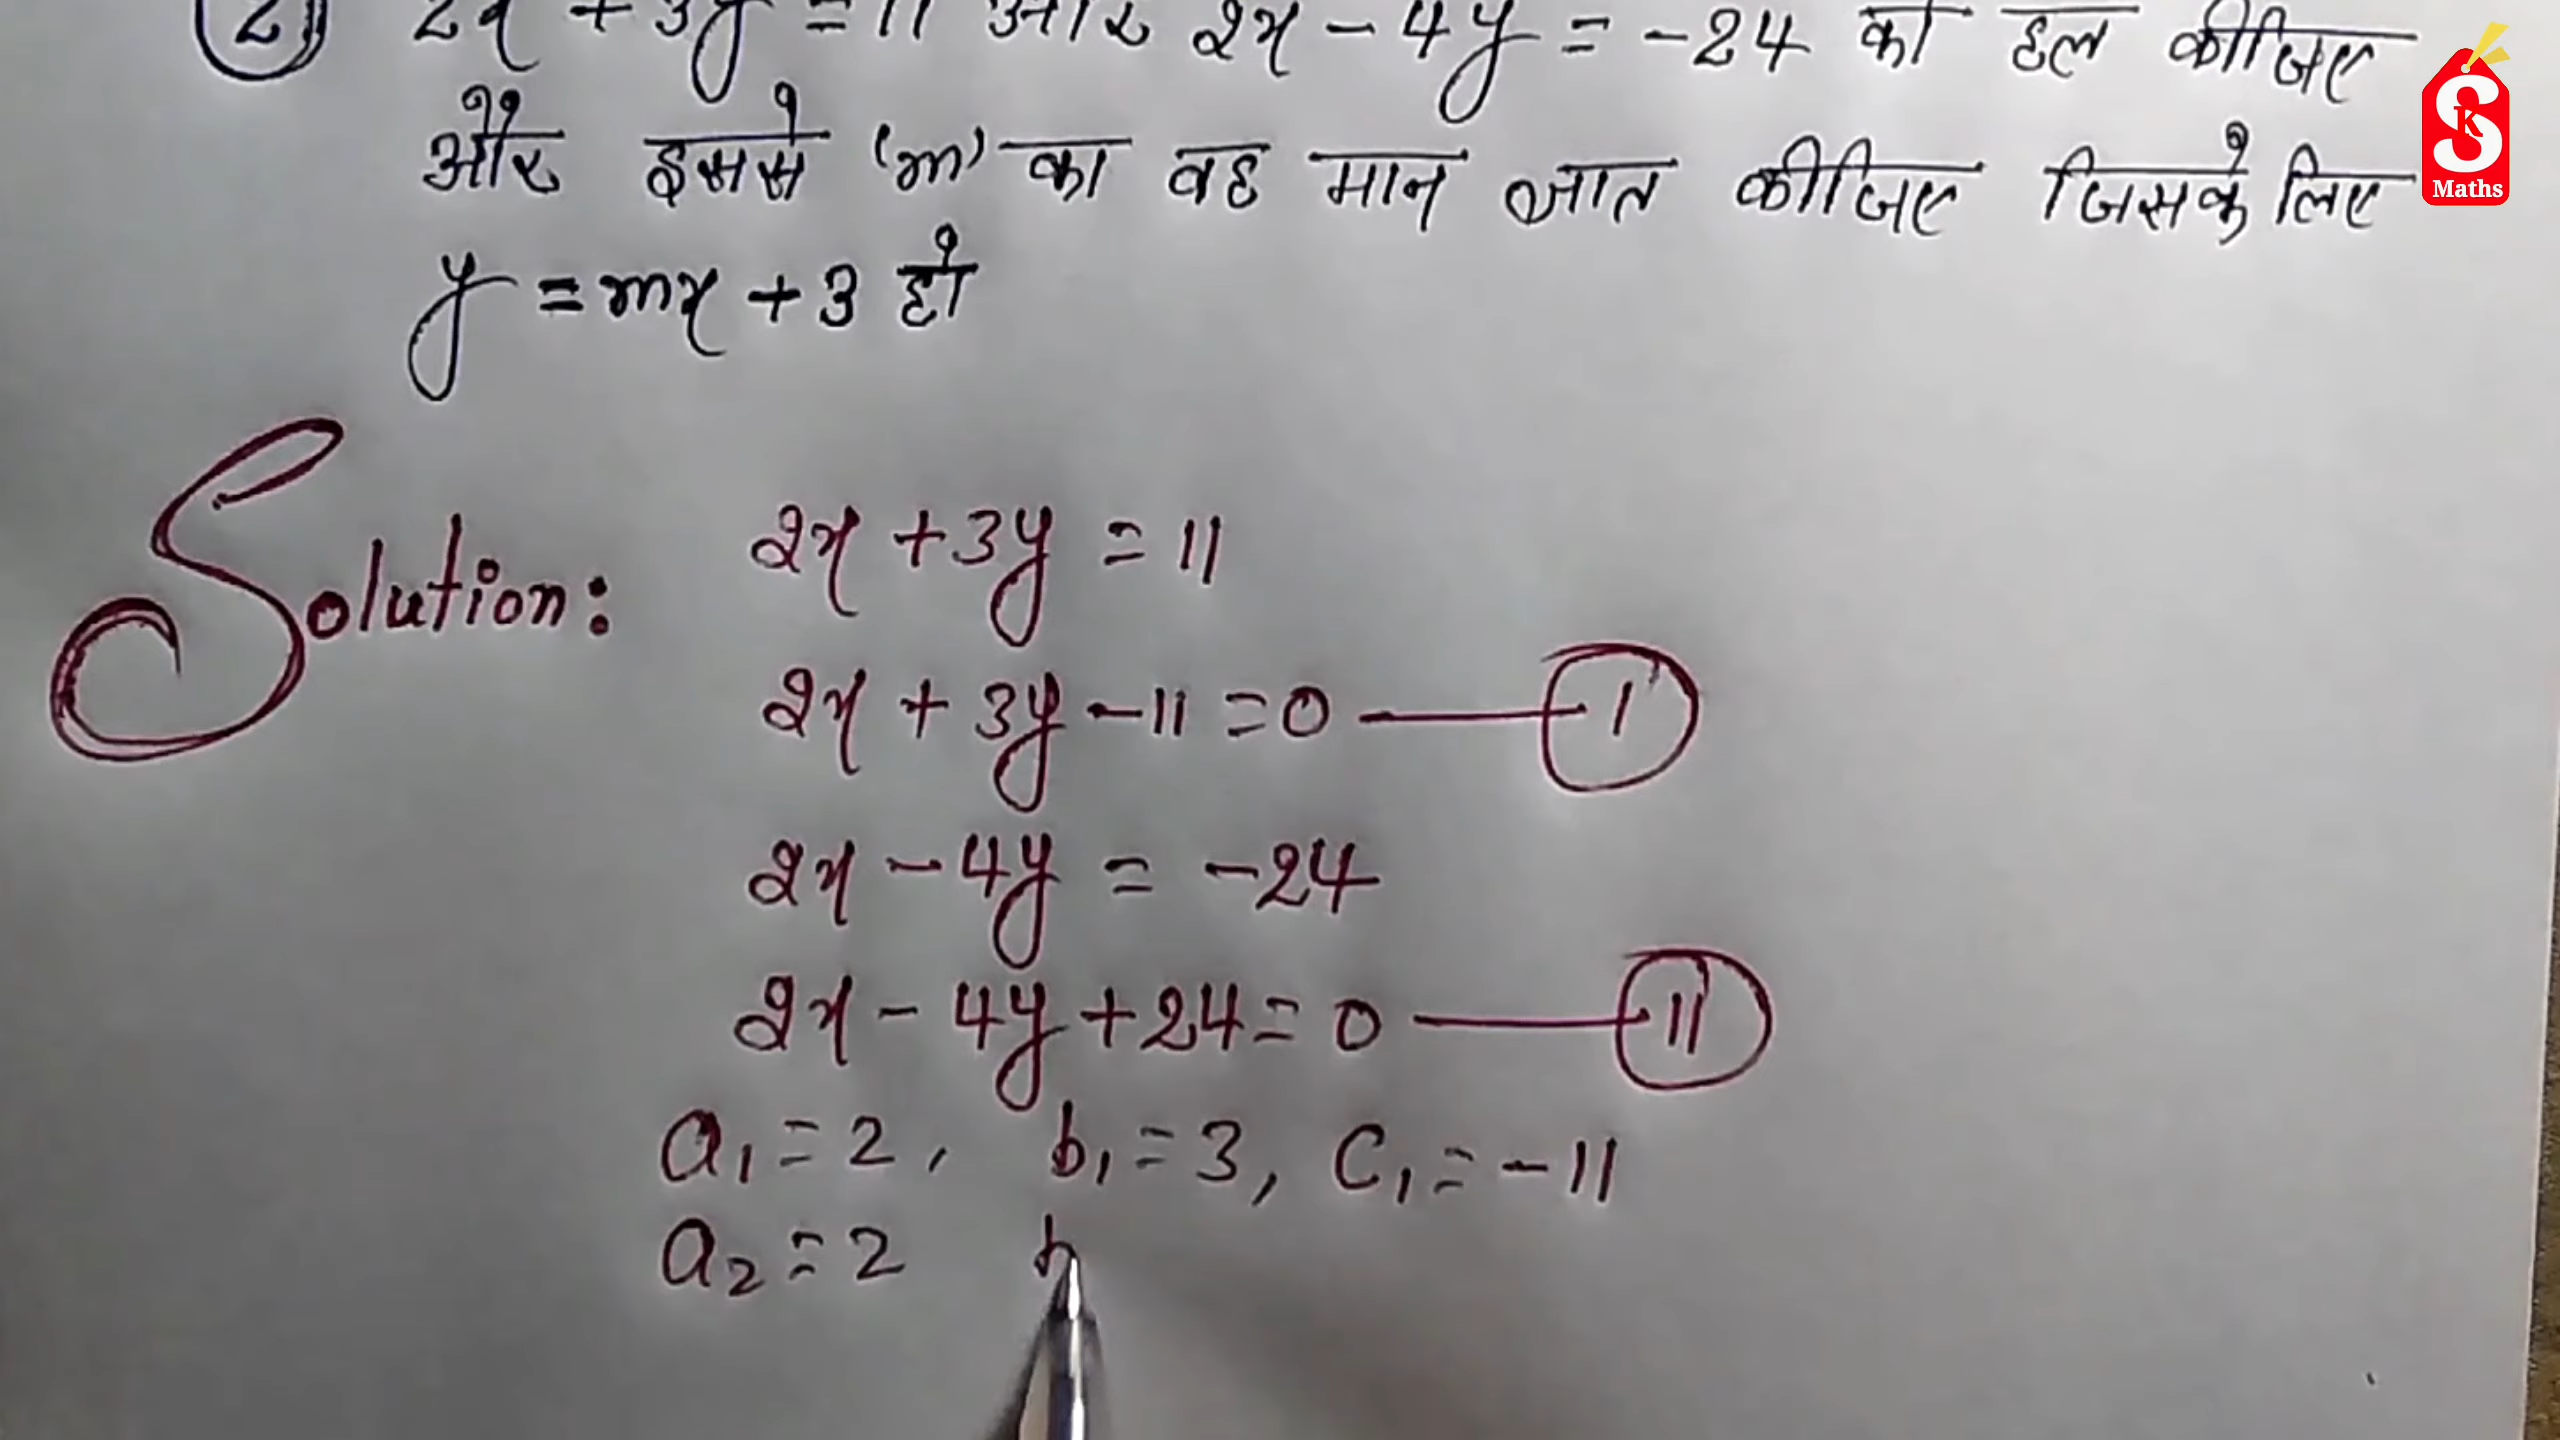 ② 2x + 3y = 11 और 2x - 4y = -24 को हल कीजिए
और इससे 'm' का वह मान ज्ञात कीजिए जिसके लिए
y = mx + 3 हो
Solution: 2x + 3y = 11
2x + 3y - 11 = 0 — Ⅰ
2x - 4y = -24
2x - 4y + 24 = 0 — Ⅱ
a₁ = 2, b₁ = 3, C₁ = -11
a₂ = 2 b
SK
Maths